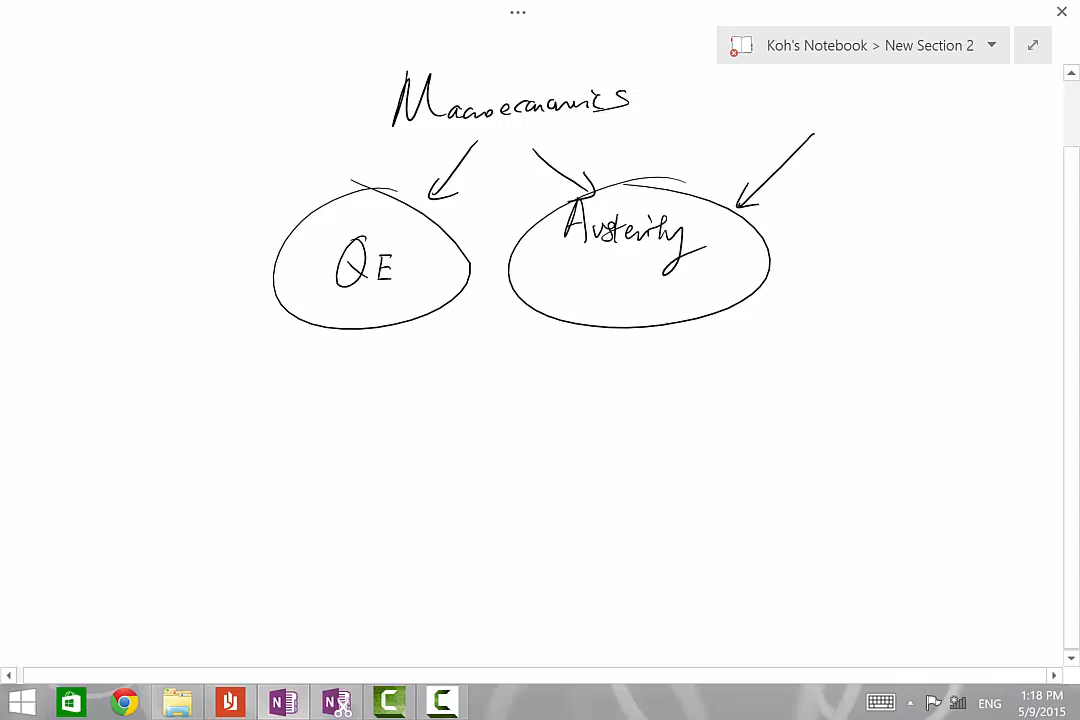 Koh's Notebook > New Section 2
Macroeconomics
QE
Austerity
ENG
1:18 PM
5/9/2015